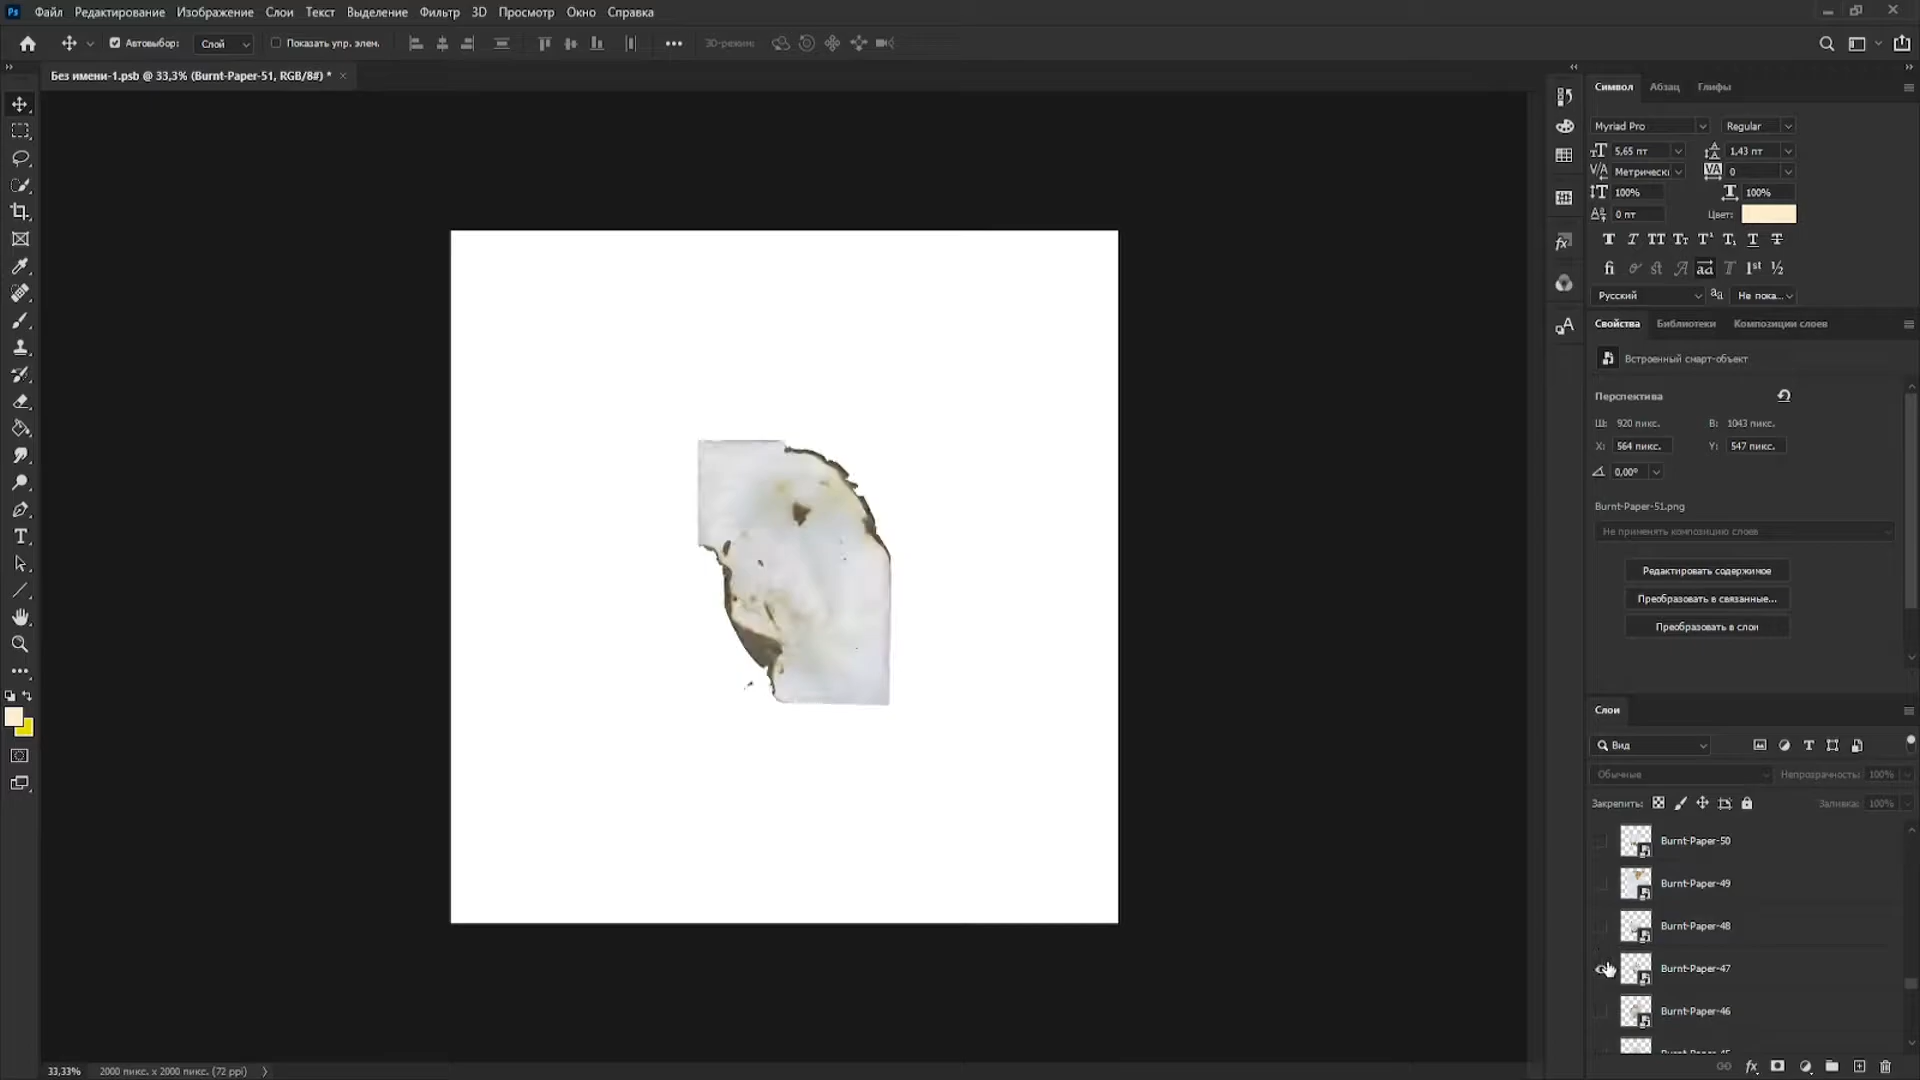 Ps Файл Редактирование Изображение Слои Текст Выделение Фильтр 3D Просмотр Окно Справка
Автовыбор: Слой Показать упр. элем. 3D-режим:
Без имени-1.psb @ 33,3% (Burnt-Paper-51, RGB/8#) *
Символ Абзац Глифы
Myriad Pro Regular
5,65 пт 1,43 пт
Метрически 0
100% 100%
0 пт Цвет:
Русский Не пока...
Свойства Библиотеки Композиции слоев
Встроенный смарт-объект
Перспектива
Ш: 920 пикс. В: 1043 пикс.
X: 564 пикс. Y: 547 пикс.
0,00°
Burnt-Paper-51.png
Не применять композицию слоев
Редактировать содержимое
Преобразовать в связанные...
Преобразовать в слои
Слои
Вид
Обычные Непрозрачность: 100%
Закрепить: Заливка: 100%
Burnt-Paper-50
Burnt-Paper-49
Burnt-Paper-48
Burnt-Paper-47
Burnt-Paper-46
33,33% 2000 пикс. x 2000 пикс. (72 ppi)